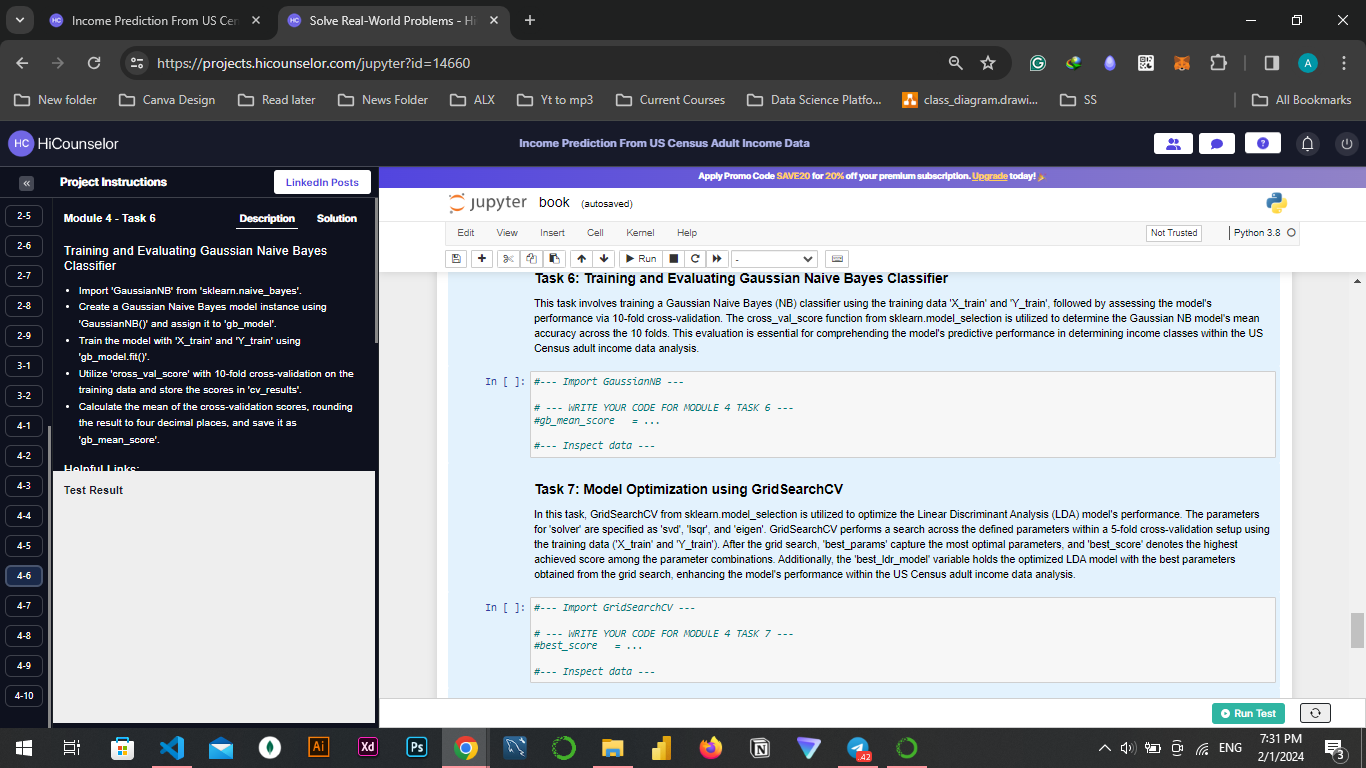 Income Prediction From US Cen
Solve Real-World Problems - Hi
https://projects.hicounselor.com/jupyter?id=14660
A
New folder
Canva Design
Read later
News Folder
ALX
Yt to mp3
Current Courses
Data Science Platfo...
class_diagram.drawi...
SS
All Bookmarks
HC HiCounselor
Income Prediction From US Census Adult Income Data
« Project Instructions
LinkedIn Posts
Apply Promo Code SAVE20 for 20% off your premium subscription. Upgrade today!
2-5
2-6
2-7
2-8
2-9
3-1
3-2
4-1
4-2
4-3
4-4
4-5
4-6
4-7
4-8
4-9
4-10
Module 4 - Task 6
Description
Solution
Training and Evaluating Gaussian Naive Bayes
Classifier
• Import 'GaussianNB' from 'sklearn.naive_bayes'.
• Create a Gaussian Naive Bayes model instance using
'GaussianNB()' and assign it to 'gb_model'.
• Train the model with 'X_train' and 'Y_train' using
'gb_model.fit()'.
• Utilize 'cross_val_score' with 10-fold cross-validation on the
training data and store the scores in 'cv_results'.
• Calculate the mean of the cross-validation scores, rounding
the result to four decimal places, and save it as
'gb_mean_score'.
Helpful Links:
Test Result
jupyter book (autosaved)
Edit
View
Insert
Cell
Kernel
Help
Not Trusted
Python 3.8
Run
-
Task 6: Training and Evaluating Gaussian Naive Bayes Classifier
This task involves training a Gaussian Naive Bayes (NB) classifier using the training data 'X_train' and 'Y_train', followed by assessing the model's
performance via 10-fold cross-validation. The cross_val_score function from sklearn.model_selection is utilized to determine the Gaussian NB model's mean
accuracy across the 10 folds. This evaluation is essential for comprehending the model's predictive performance in determining income classes within the US
Census adult income data analysis.
In [ ]: #--- Import GaussianNB ---
# --- WRITE YOUR CODE FOR MODULE 4 TASK 6 ---
#gb_mean_score = ...
#--- Inspect data ---
Task 7: Model Optimization using GridSearchCV
In this task, GridSearchCV from sklearn.model_selection is utilized to optimize the Linear Discriminant Analysis (LDA) model's performance. The parameters
for 'solver' are specified as 'svd', 'lsqr', and 'eigen'. GridSearchCV performs a search across the defined parameters within a 5-fold cross-validation setup using
the training data ('X_train' and 'Y_train'). After the grid search, 'best_params' capture the most optimal parameters, and 'best_score' denotes the highest
achieved score among the parameter combinations. Additionally, the 'best_ldr_model' variable holds the optimized LDA model with the best parameters
obtained from the grid search, enhancing the model's performance within the US Census adult income data analysis.
In [ ]: #--- Import GridSearchCV ---
# --- WRITE YOUR CODE FOR MODULE 4 TASK 7 ---
#best_score = ...
#--- Inspect data ---
Run Test
Ai
Xd
Ps
.42
ENG
7:31 PM
2/1/2024
3